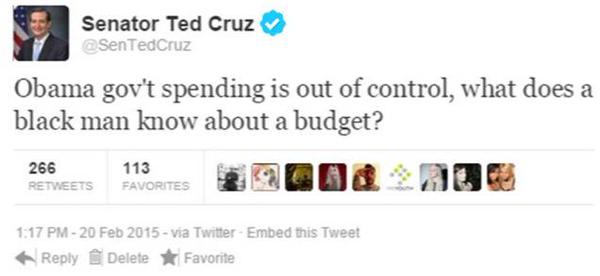 Senator Ted Cruz
@SenTedCruz
Obama gov't spending is out of control, what does a
black man know about a budget?
266 113
RETWEETS FAVORITES
1:17 PM - 20 Feb 2015 - via Twitter · Embed this Tweet
Reply Delete Favorite